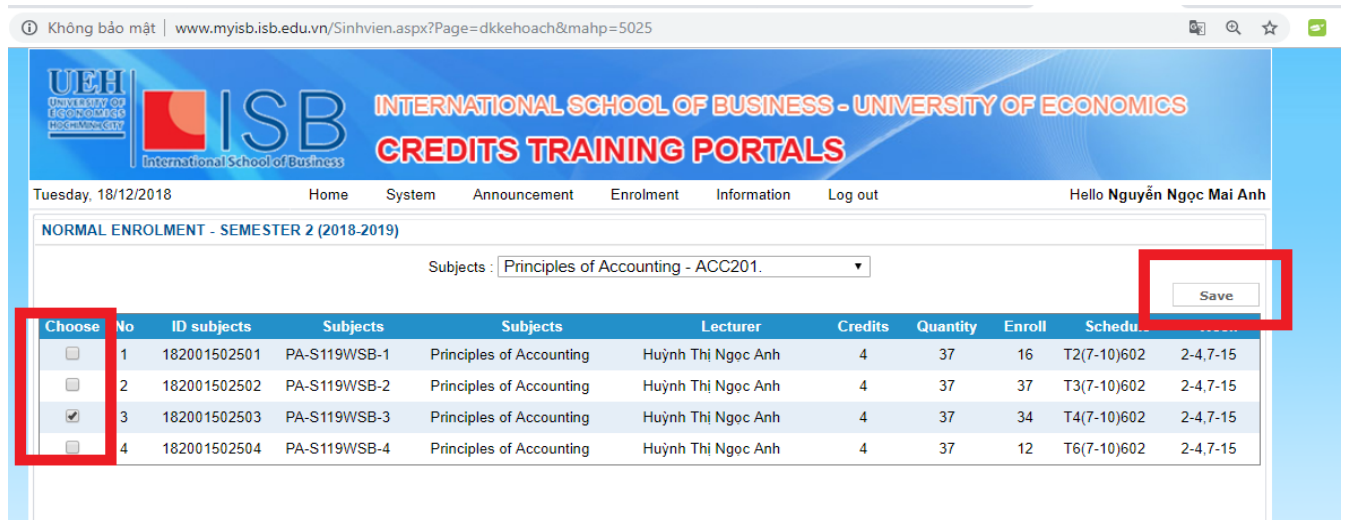 Không bảo mật | www.myisb.isb.edu.vn/Sinhvien.aspx?Page=dkkehoach&mahp=5025
UEH
UNIVERSITY OF
ECONOMICS
HOCHIMINH CITY
ISB
International School of Business
INTERNATIONAL SCHOOL OF BUSINESS - UNIVERSITY OF ECONOMICS
CREDITS TRAINING PORTALS
Tuesday, 18/12/2018 Home System Announcement Enrolment Information Log out Hello Nguyễn Ngọc Mai Anh
NORMAL ENROLMENT - SEMESTER 2 (2018-2019)
Subjects : Principles of Accounting - ACC201.
Save
Choose No ID subjects Subjects Subjects Lecturer Credits Quantity Enroll Schedule
1 182001502501 PA-S119WSB-1 Principles of Accounting Huỳnh Thị Ngọc Anh 4 37 16 T2(7-10)602 2-4,7-15
2 182001502502 PA-S119WSB-2 Principles of Accounting Huỳnh Thị Ngọc Anh 4 37 37 T3(7-10)602 2-4,7-15
3 182001502503 PA-S119WSB-3 Principles of Accounting Huỳnh Thị Ngọc Anh 4 37 34 T4(7-10)602 2-4,7-15
4 182001502504 PA-S119WSB-4 Principles of Accounting Huỳnh Thị Ngọc Anh 4 37 12 T6(7-10)602 2-4,7-15